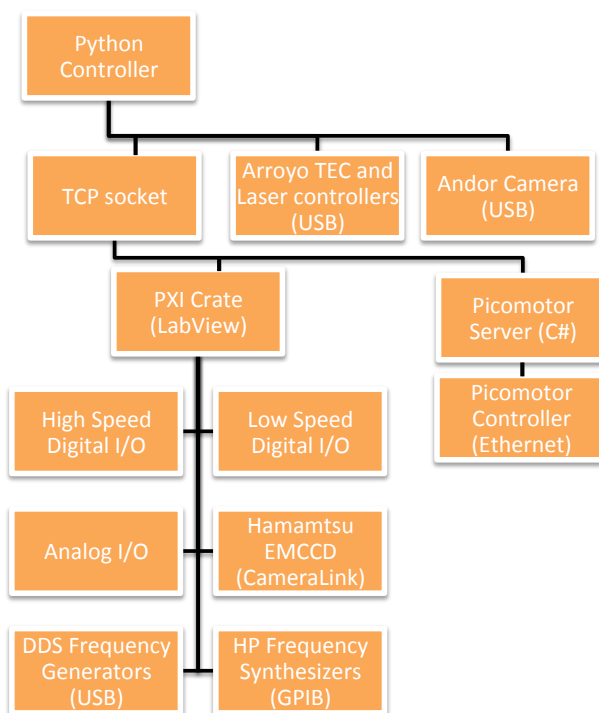 Python
Controller
TCP socket
Arroyo TEC and
Laser controllers
(USB)
Andor Camera
(USB)
PXI Crate
(LabView)
Picomotor
Server (C#)
Picomotor
Controller
(Ethernet)
High Speed
Digital I/O
Low Speed
Digital I/O
Analog I/O
Hamamtsu
EMCCD
(CameraLink)
DDS Frequency
Generators
(USB)
HP Frequency
Synthesizers
(GPIB)